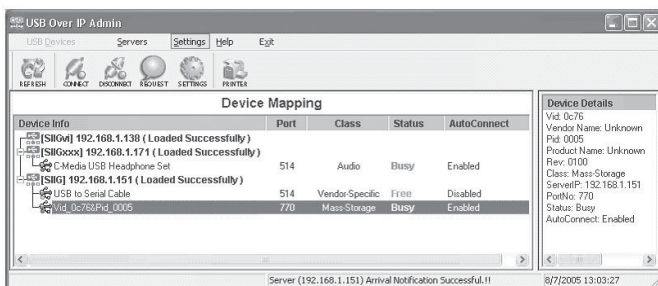 USB Over IP Admin
USB Devices Servers Settings Help Exit
REFRESH CONNECT DISCONNECT REQUEST SETTINGS PRINTER
Device Mapping
Device Info Port Class Status AutoConnect
[SIIGvi] 192.168.1.138 ( Loaded Successfully )
[SIIGxxx] 192.168.1.171 ( Loaded Successfully )
C-Media USB Headphone Set 514 Audio Busy Enabled
[SIIG] 192.168.1.151 ( Loaded Successfully )
USB to Serial Cable 514 Vendor-Specific Free Disabled
Vid_0c76&Pid_0005 770 Mass-Storage Busy Enabled
Device Details
Vid: 0c76
Vendor Name: Unknown
Pid: 0005
Product Name: Unknown
Rev: 0100
Class: Mass-Storage
ServerIP: 192.168.1.151
PortNo: 770
Status: Busy
AutoConnect: Enabled
Server (192.168.1.151) Arrival Notification Successful.!!
8/7/2005 13:03:27